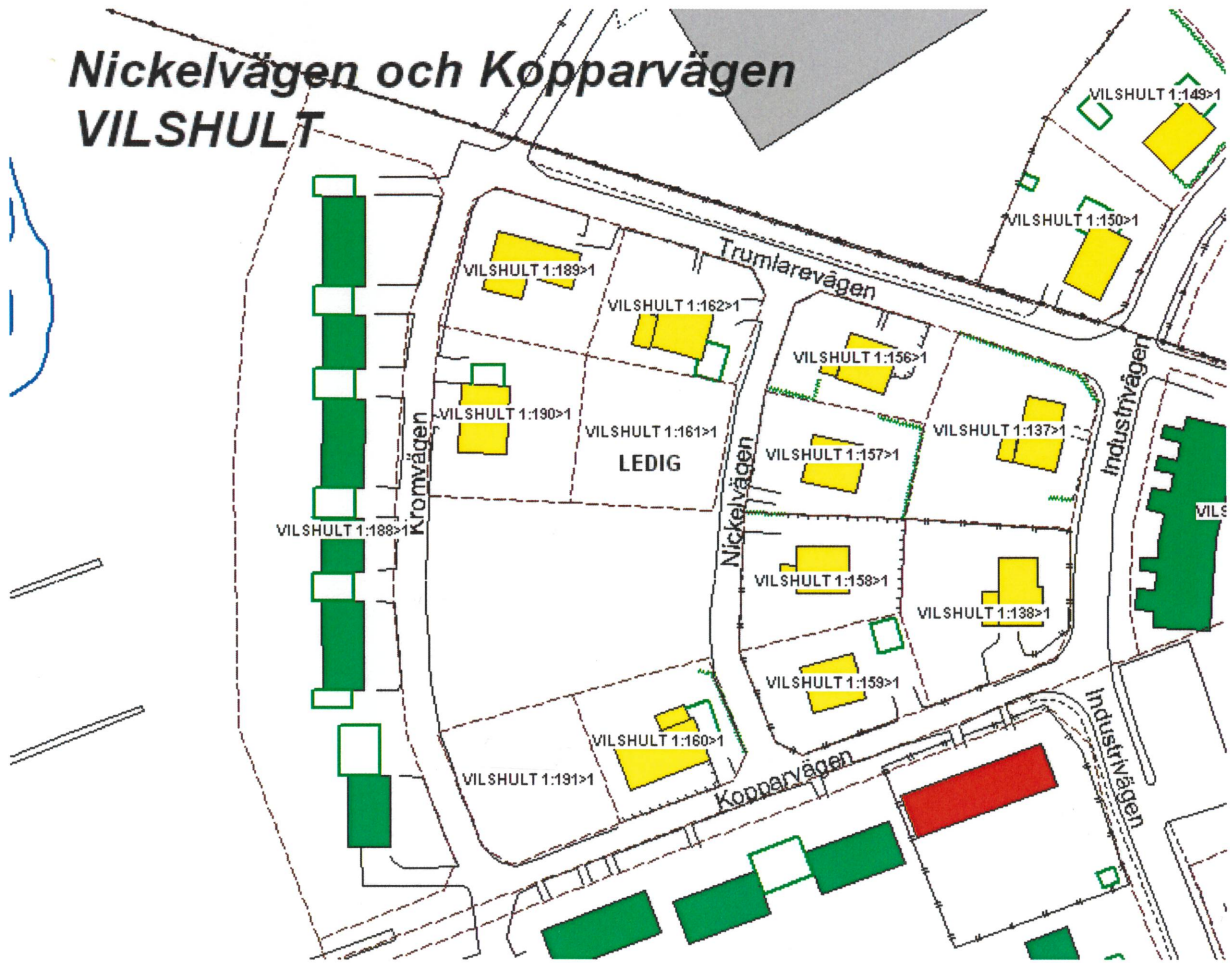 Nickelvägen och Kopparvägen
VILSHULT
VILSHULT 1:149>1
VILSHULT 1:150>1
Trumlarevägen
VILSHULT 1:189>1
VILSHULT 1:162>1
VILSHULT 1:156>1
Industrivägen
VILSHULT 1:190>1
VILSHULT 1:161>1
LEDIG
VILSHULT 1:157>1
VILSHULT 1:137>1
Kromvägen
Nickelvägen
VILSHULT 1:188>1
VILS
VILSHULT 1:158>1
VILSHULT 1:138>1
VILSHULT 1:159>1
VILSHULT 1:160>1
VILSHULT 1:191>1
Kopparvägen
Industrivägen